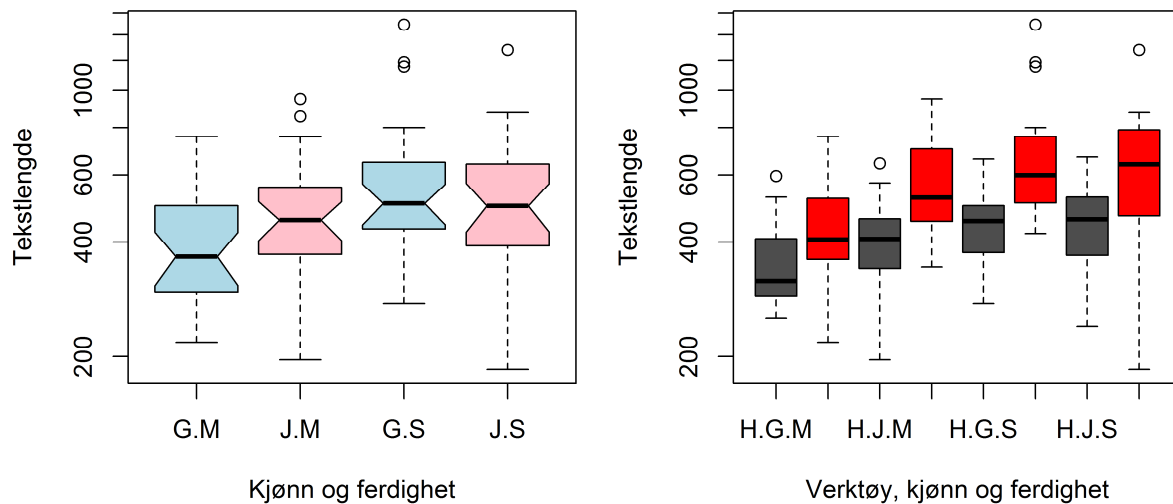 Tekstlengde
1000
600
400
200
G.M J.M G.S J.S
Kjønn og ferdighet
Tekstlengde
1000
600
400
200
H.G.M H.J.M H.G.S H.J.S
Verktøy, kjønn og ferdighet